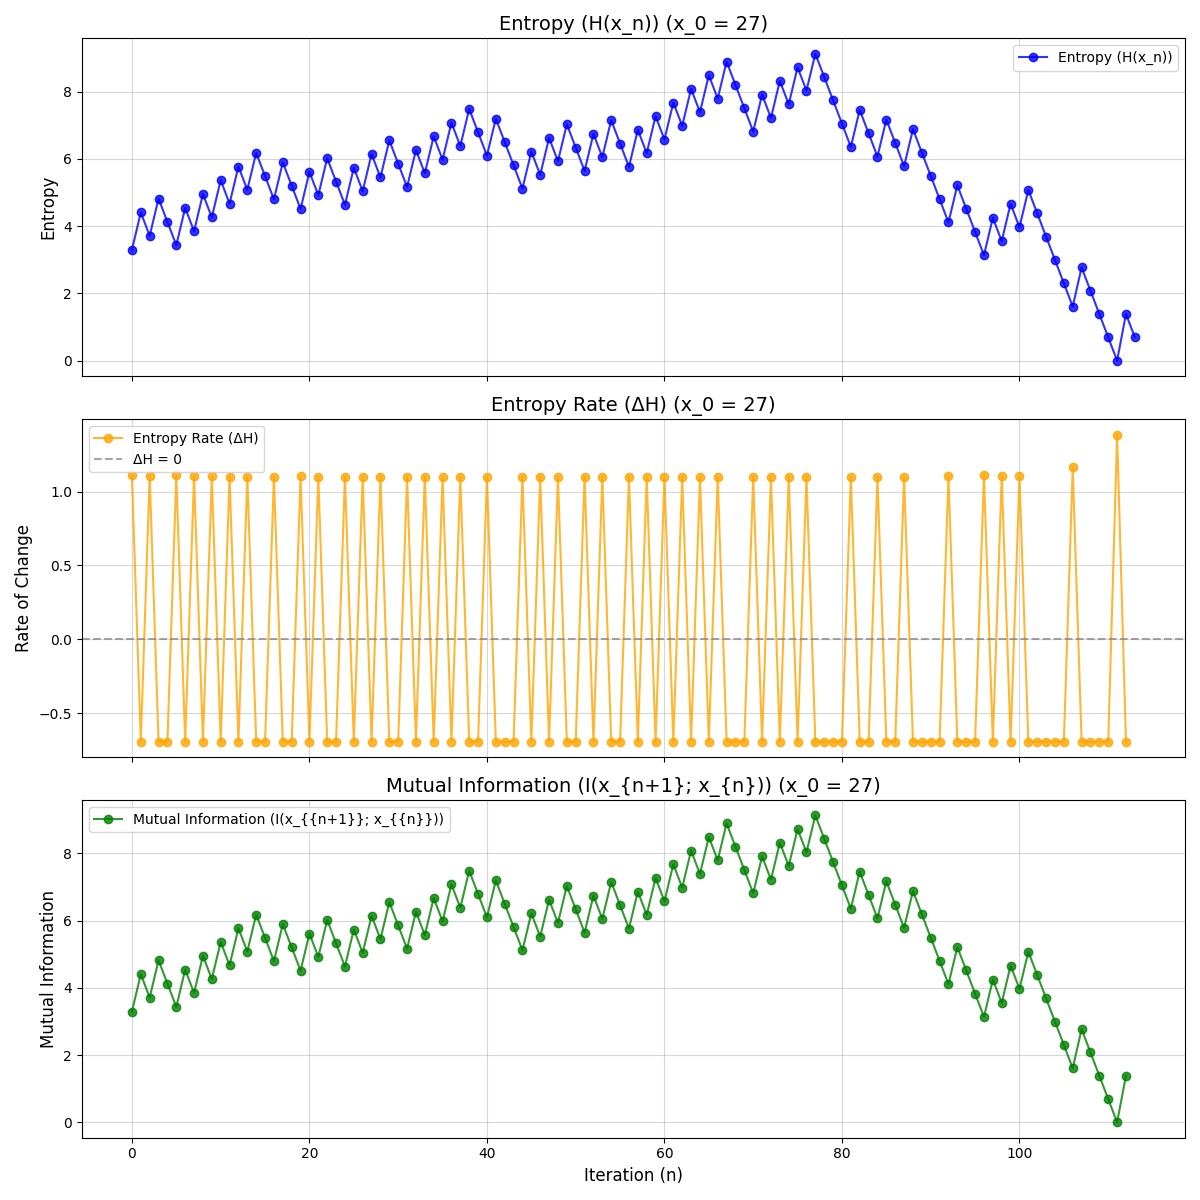 Entropy (H(x_n)) (x_0 = 27)
Entropy (H(x_n))
Entropy
8
6
4
2
0
Entropy Rate (ΔH) (x_0 = 27)
Entropy Rate (ΔH)
ΔH = 0
Rate of Change
1.0
0.5
0.0
−0.5
Mutual Information (I(x_{n+1}; x_{n})) (x_0 = 27)
Mutual Information (I(x_{{n+1}}; x_{{n}}))
Mutual Information
8
6
4
2
0
0 20 40 60 80 100
Iteration (n)